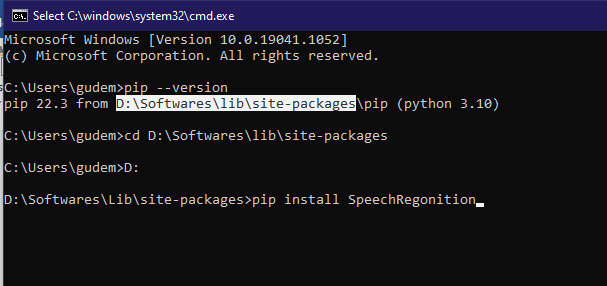 Select C:\windows\system32\cmd.exe
Microsoft Windows [Version 10.0.19041.1052]
(c) Microsoft Corporation. All rights reserved.
C:\Users\gudem>pip --version
pip 22.3 from D:\Softwares\lib\site-packages\pip (python 3.10)
C:\Users\gudem>cd D:\Softwares\lib\site-packages
C:\Users\gudem>D:
D:\Softwares\Lib\site-packages>pip install SpeechRegonition